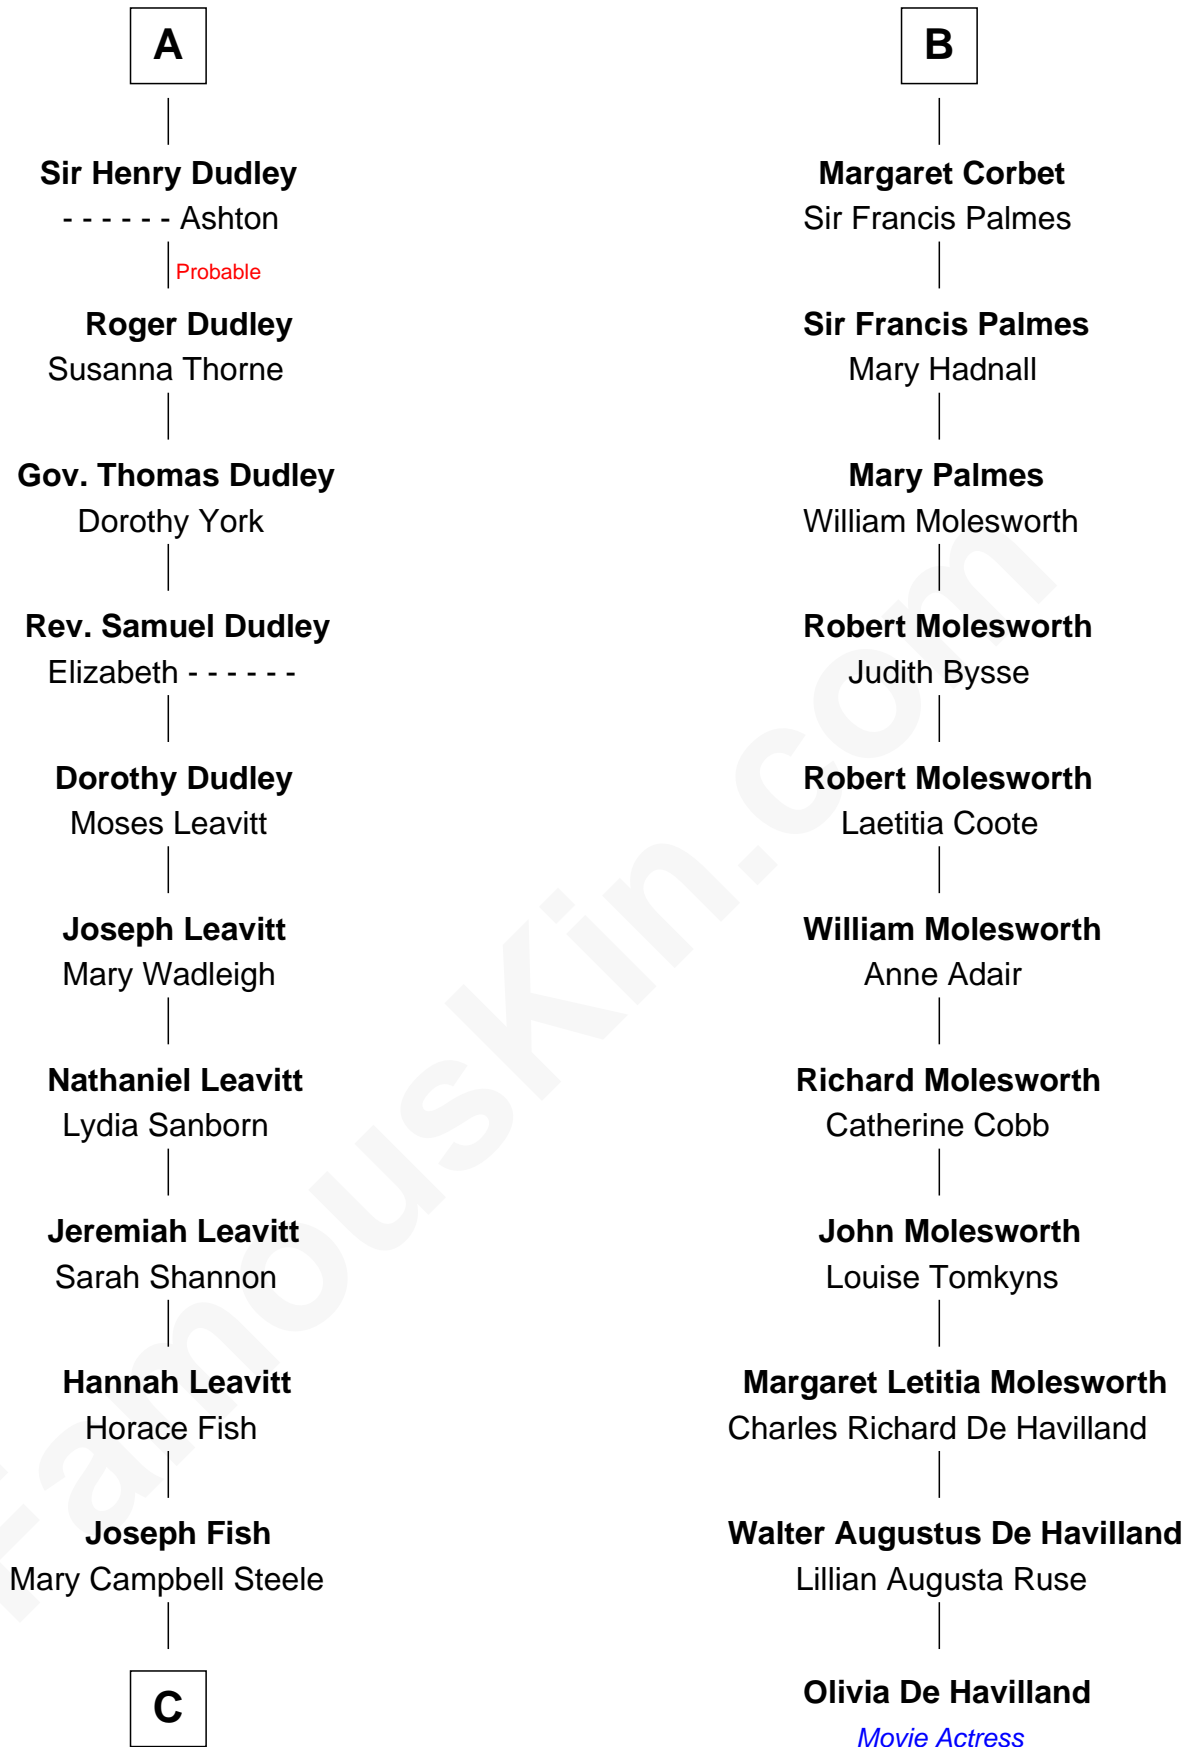 A
Sir Henry Dudley
- - - - - - Ashton
Probable
Roger Dudley
Susanna Thorne
Gov. Thomas Dudley
Dorothy York
Rev. Samuel Dudley
Elizabeth - - - - - -
Dorothy Dudley
Moses Leavitt
Joseph Leavitt
Mary Wadleigh
Nathaniel Leavitt
Lydia Sanborn
Jeremiah Leavitt
Sarah Shannon
Hannah Leavitt
Horace Fish
Joseph Fish
Mary Campbell Steele
C
B
Margaret Corbet
Sir Francis Palmes
Sir Francis Palmes
Mary Hadnall
Mary Palmes
William Molesworth
Robert Molesworth
Judith Bysse
Robert Molesworth
Laetitia Coote
William Molesworth
Anne Adair
Richard Molesworth
Catherine Cobb
John Molesworth
Louise Tomkyns
Margaret Letitia Molesworth
Charles Richard De Havilland
Walter Augustus De Havilland
Lillian Augusta Ruse
Olivia De Havilland
Movie Actress
FamousKin.com